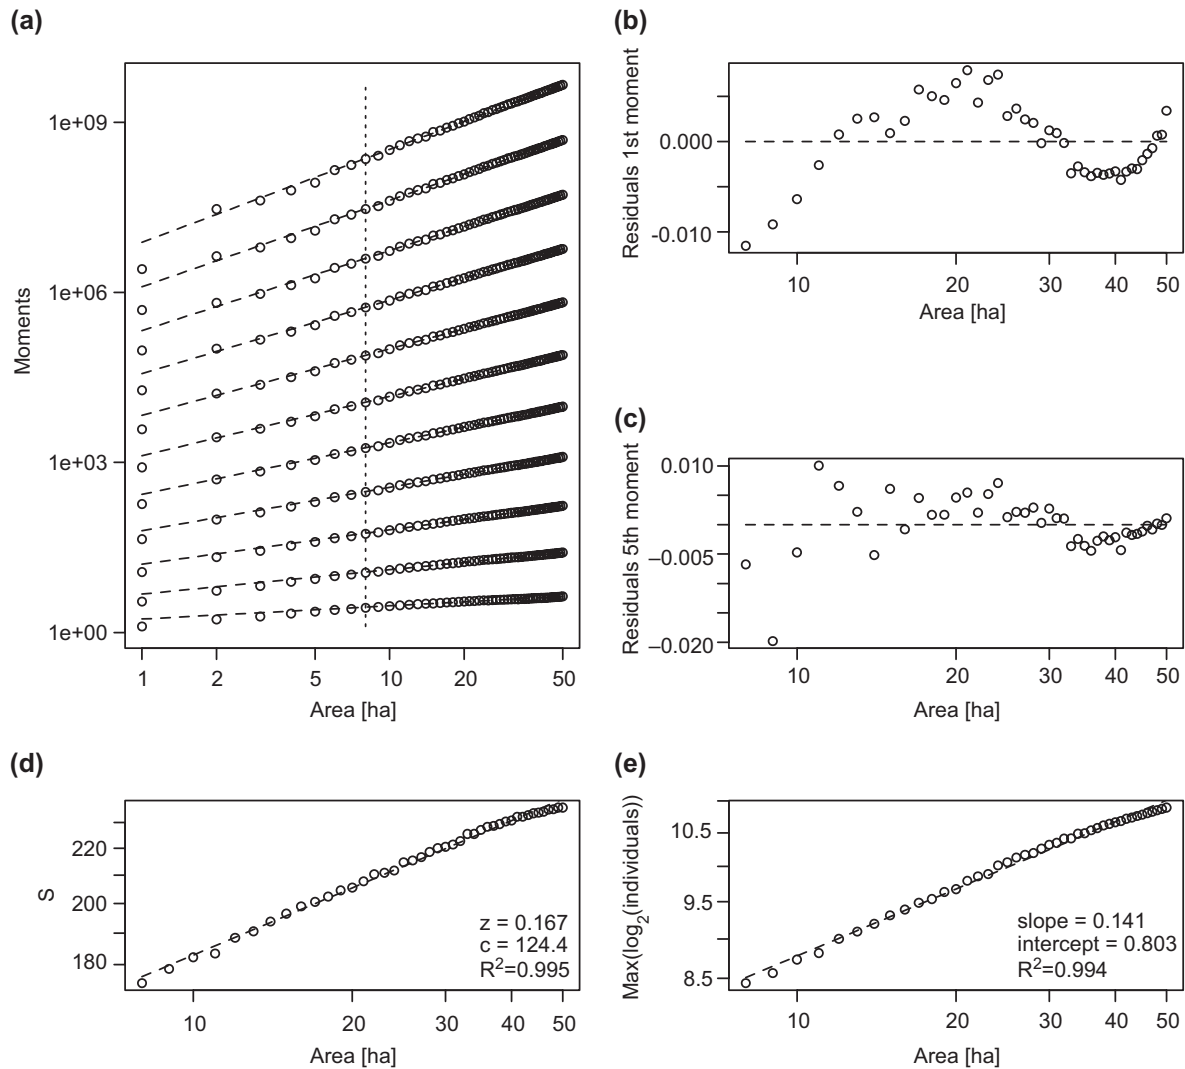 (a)
1e+09
1e+06
1e+03
1e+00
Moments
1 2 5 10 20 50
Area [ha]
(b)
Residuals 1st moment
0.000
-0.010
10 20 30 40 50
Area [ha]
(c)
Residuals 5th moment
0.010
−0.005
−0.020
10 20 30 40 50
Area [ha]
(d)
S
220
200
180
z = 0.167
c = 124.4
R²=0.995
10 20 30 40 50
Area [ha]
(e)
Max(log₂(individuals))
10.5
9.5
8.5
slope = 0.141
intercept = 0.803
R²=0.994
10 20 30 40 50
Area [ha]